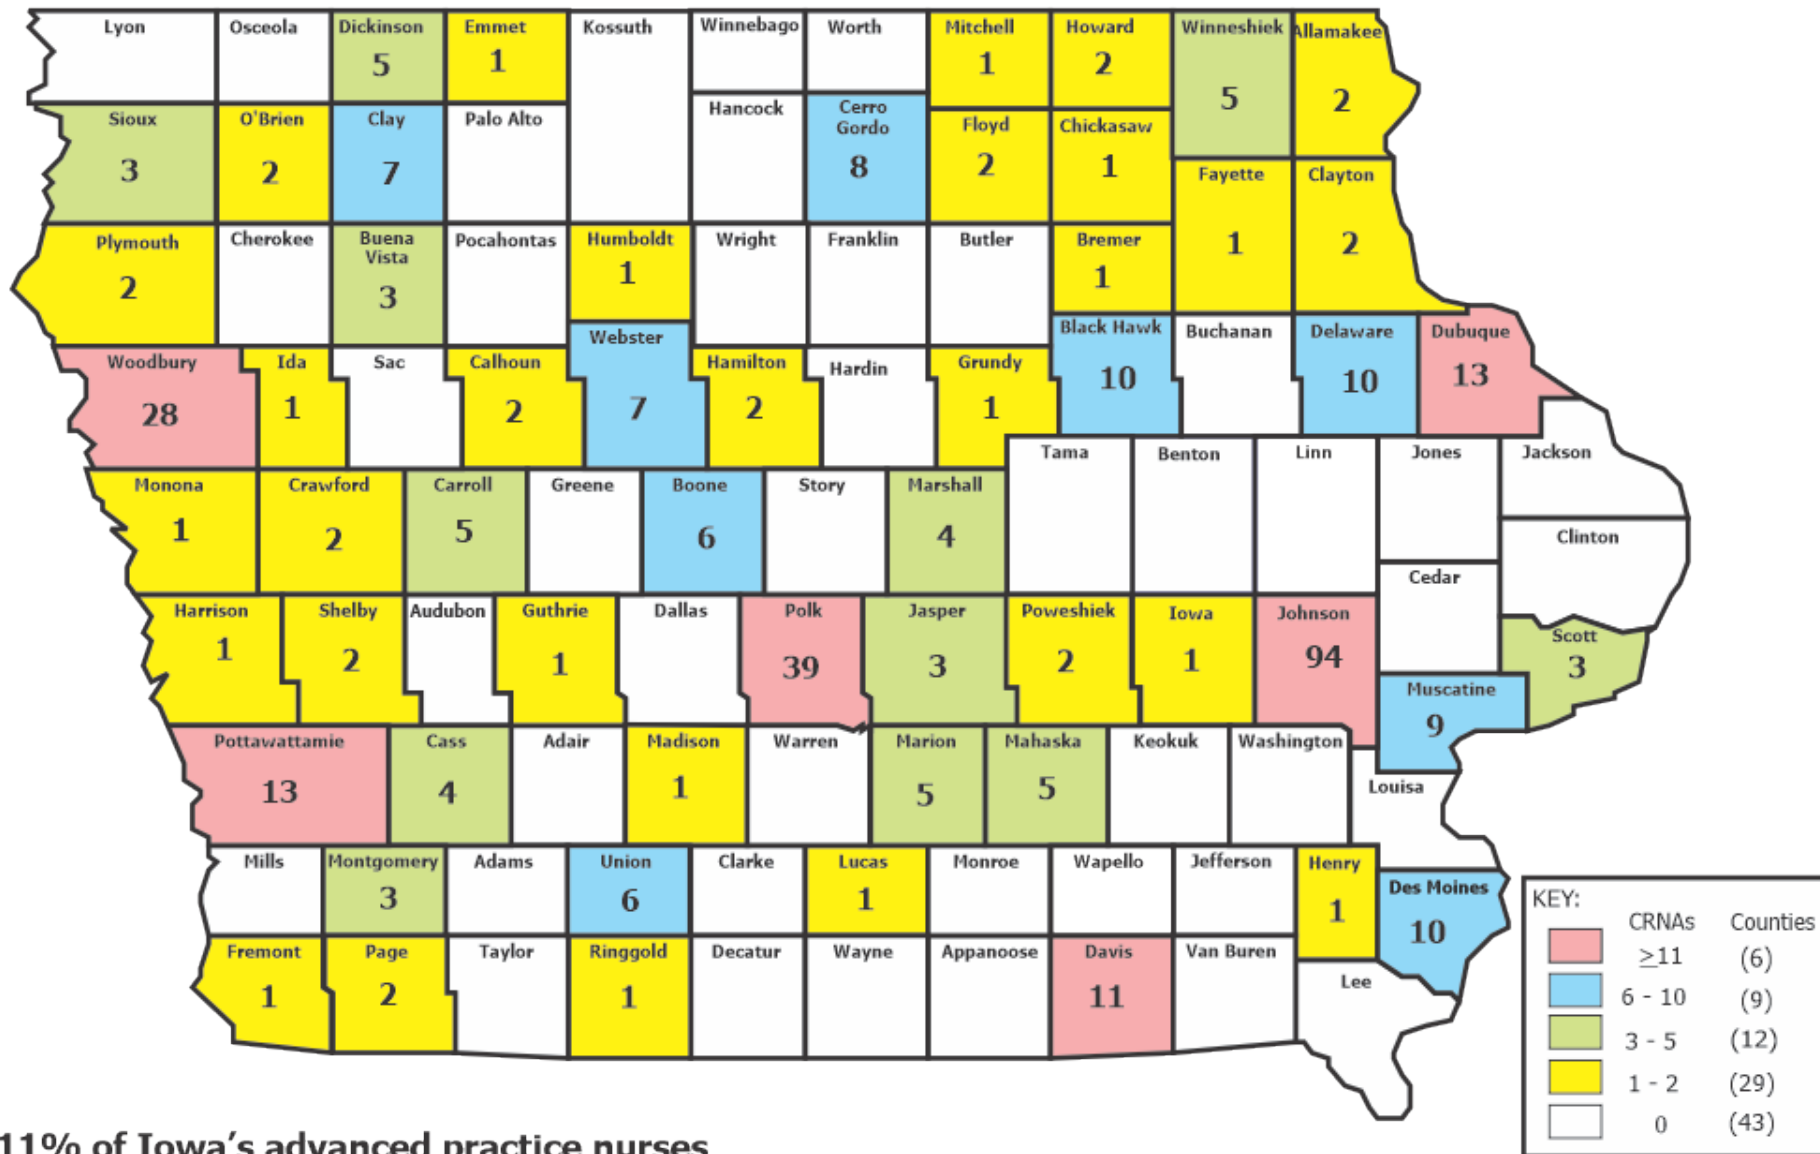 Lyon Osceola Dickinson Emmet Kossuth Winnebago Worth Mitchell Howard Winneshiek Allamakee
5 1 1 2 5 2
Sioux O'Brien Clay Palo Alto Hancock Cerro Floyd Chickasaw
Gordo
3 2 7 8 2 1
Fayette Clayton
1 2
Plymouth Cherokee Buena Pocahontas Humboldt Wright Franklin Butler Bremer
Vista
2 3 1 1
Woodbury Ida Sac Calhoun Webster Hamilton Hardin Grundy Black Hawk Buchanan Delaware Dubuque
28 1 2 7 2 1 10 10 13
Monona Crawford Carroll Greene Boone Story Marshall Tama Benton Linn Jones Jackson
1 2 5 6 4
Clinton
Cedar
Harrison Shelby Audubon Guthrie Dallas Polk Jasper Poweshiek Iowa Johnson Scott
1 2 1 39 3 2 1 94 3
Muscatine
9
Pottawattamie Cass Adair Madison Warren Marion Mahaska Keokuk Washington
13 4 1 5 5
Louisa
Mills Montgomery Adams Union Clarke Lucas Monroe Wapello Jefferson Henry Des Moines
3 6 1 1 10
Fremont Page Taylor Ringgold Decatur Wayne Appanoose Davis Van Buren Lee
1 2 1 11
KEY:
CRNAs Counties
≥11 (6)
6 - 10 (9)
3 - 5 (12)
1 - 2 (29)
0 (43)
11% of Iowa's advanced practice nurses